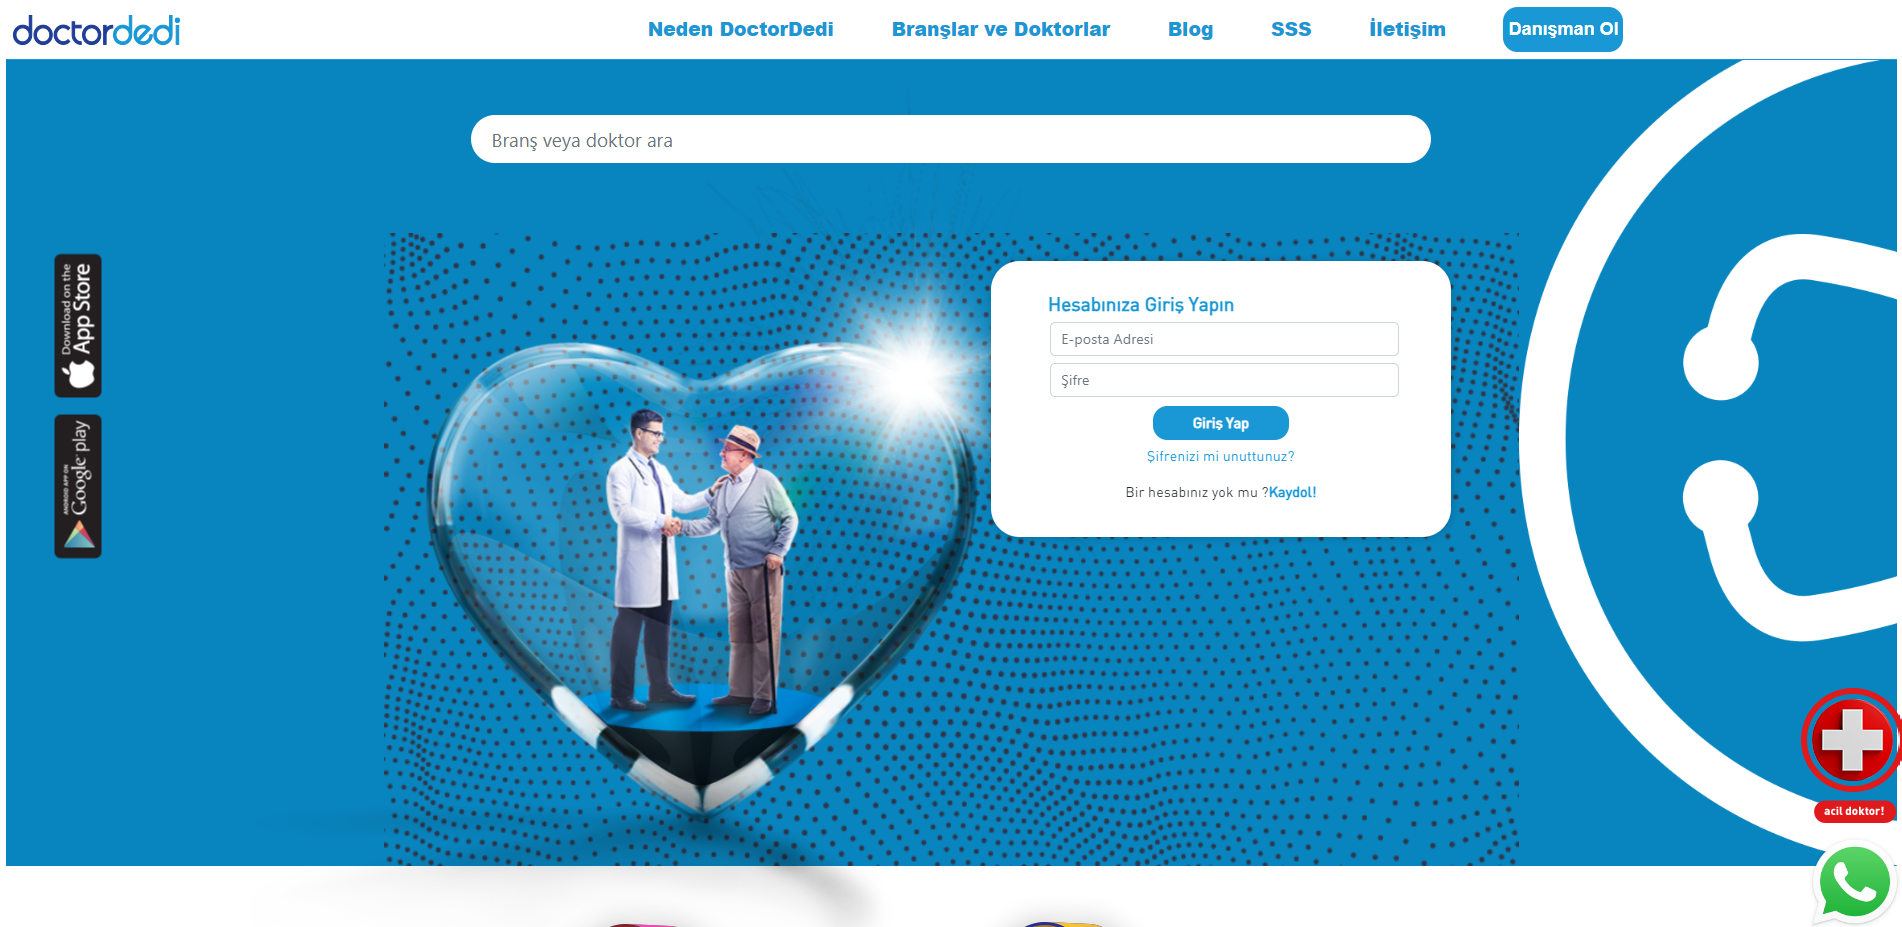 doctordedi
Neden DoctorDedi
Branşlar ve Doktorlar
Blog
SSS
İletişim
Danışman Ol
Branş veya doktor ara
Download on the
App Store
ANDROID APP ON
Google play
Hesabınıza Giriş Yapın
E-posta Adresi
Şifre
Giriş Yap
Şifrenizi mi unuttunuz?
Bir hesabınız yok mu ?Kaydol!
acil doktor!